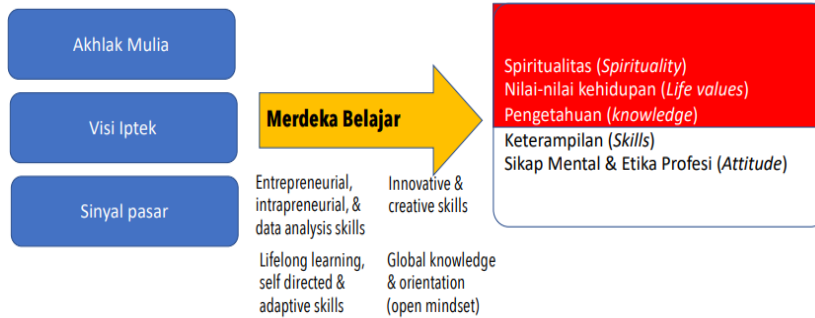 Akhlak Mulia
Visi Iptek
Sinyal pasar
Merdeka Belajar
Entrepreneurial,
intrapreneurial, &
data analysis skills
Innovative &
creative skills
Lifelong learning,
self directed &
adaptive skills
Global knowledge
& orientation
(open mindset)
Spiritualitas (Spirituality)
Nilai-nilai kehidupan (Life values)
Pengetahuan (knowledge)
Keterampilan (Skills)
Sikap Mental & Etika Profesi (Attitude)